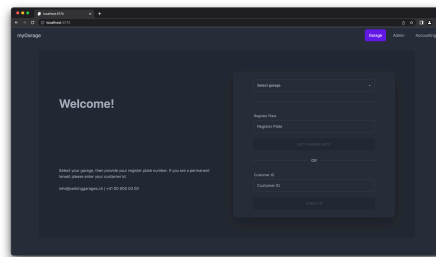 localhost:5173
localhost:5173
myGarage
Garage
Admin
Accounting
Select garage
Welcome!
Register Plate
Register Plate
OR
Select your garage, then provide your register plate number. If you are a permanent
tenant please enter your customer id.
Customer ID
Customer ID
info@parkinggarages.ch | +41 00 000 00 00
CHECK IN